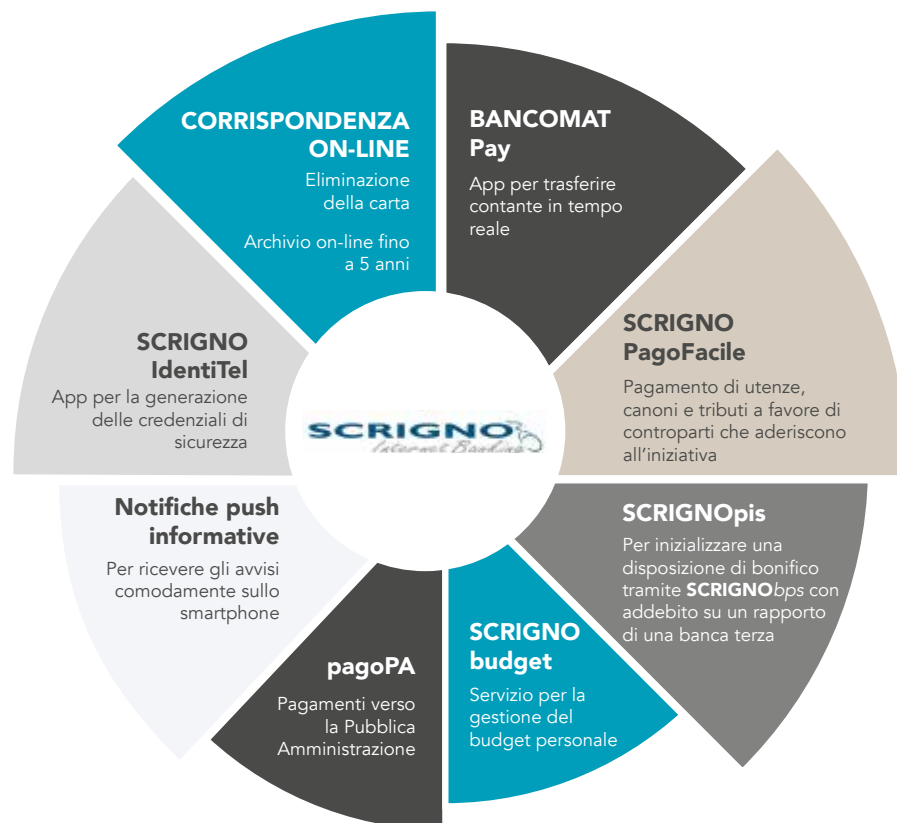 CORRISPONDENZA
ON-LINE
Eliminazione
della carta
Archivio on-line fino
a 5 anni
BANCOMAT
Pay
App per trasferire
contante in tempo
reale
SCRIGNO
PagoFacile
Pagamento di utenze,
canoni e tributi a favore di
controparti che aderiscono
all'iniziativa
SCRIGNOpis
Per inizializzare una
disposizione di bonifico
tramite SCRIGNObps con
addebito su un rapporto
di una banca terza
SCRIGNO
budget
Servizio per la
gestione del
budget personale
pagoPA
Pagamenti verso
la Pubblica
Amministrazione
Notifiche push
informative
Per ricevere gli avvisi
comodamente sullo
smartphone
SCRIGNO
IdentiTel
App per la generazione
delle credenziali di
sicurezza
SCRIGNO
Internet Banking